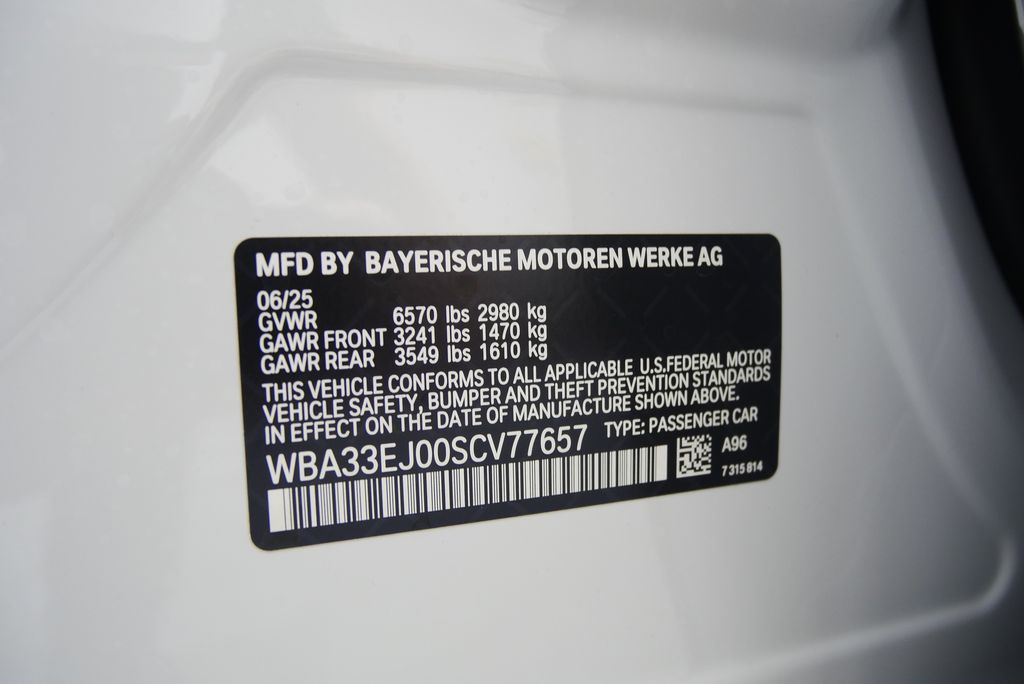 MFD BY BAYERISCHE MOTOREN WERKE AG
06/25
GVWR 6570 lbs 2980 kg
GAWR FRONT 3241 lbs 1470 kg
GAWR REAR 3549 lbs 1610 kg
THIS VEHICLE CONFORMS TO ALL APPLICABLE U.S.FEDERAL MOTOR
VEHICLE SAFETY, BUMPER AND THEFT PREVENTION STANDARDS
IN EFFECT ON THE DATE OF MANUFACTURE SHOWN ABOVE.
WBA33EJ00SCV77657 TYPE: PASSENGER CAR
A96
7 315 814